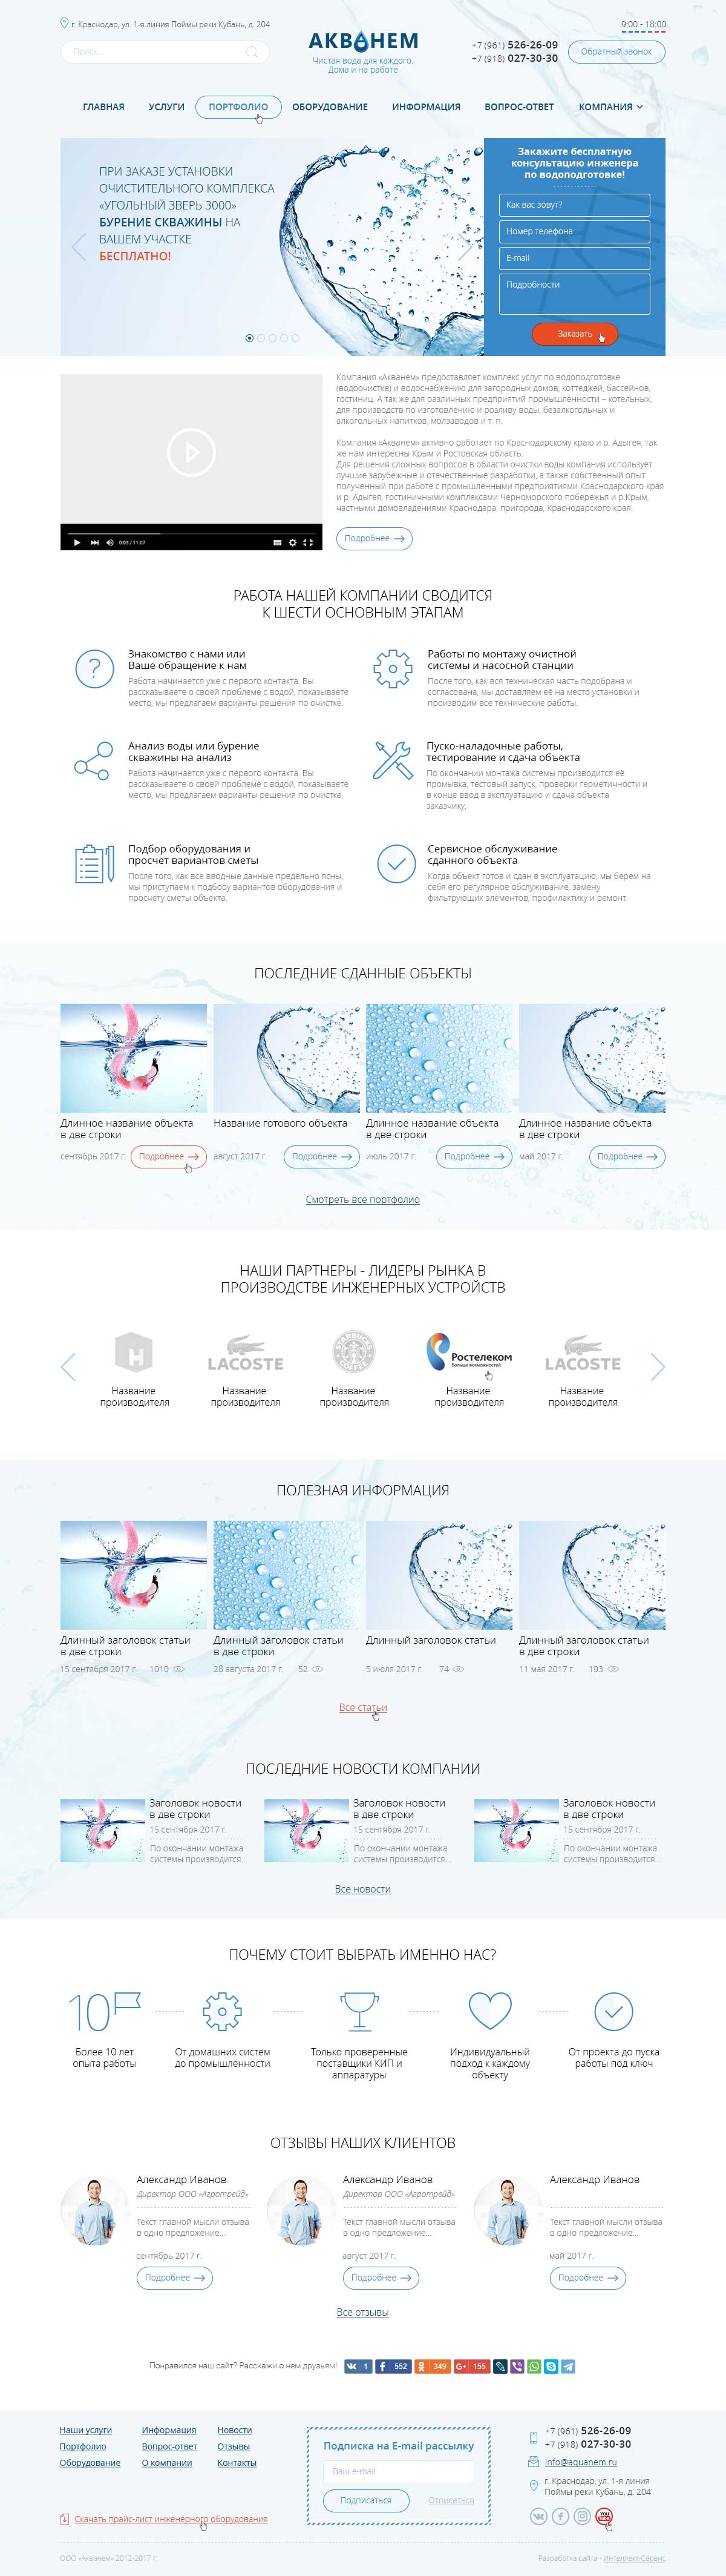 г. Краснодар, ул. 1-я линия Поймы реки Кубань, д. 204
Поиск...
АКВАНЕМ
Чистая вода для каждого.
Дома и на работе
+7 (961) 526-26-09
+7 (918) 027-30-30
9:00 - 18:00
Обратный звонок
ГЛАВНАЯ
УСЛУГИ
ПОРТФОЛИО
ОБОРУДОВАНИЕ
ИНФОРМАЦИЯ
ВОПРОС-ОТВЕТ
КОМПАНИЯ
ПРИ ЗАКАЗЕ УСТАНОВКИ
ОЧИСТИТЕЛЬНОГО КОМПЛЕКСА
«УГОЛЬНЫЙ ЗВЕРЬ 3000»
БУРЕНИЕ СКВАЖИНЫ НА
ВАШЕМ УЧАСТКЕ
БЕСПЛАТНО!
Закажите бесплатную
консультацию инженера
по водоподготовке!
Как вас зовут?
Номер телефона
E-mail
Подробности
Заказать
0:03 / 11:07
Компания «Акванем» предоставляет комплекс услуг по водоподготовке
(водоочистке) и водоснабжению для загородных домов, коттеджей, бассейнов,
гостиниц. А так же для различных предприятий промышленности – котельных,
для производств по изготовлению и розливу воды, безалкогольных и
алкогольных напитков, молзаводов и т. п.
Компания «Акванем» активно работает по Краснодарскому краю и р. Адыгея, так
же нам интересны Крым и Ростовская область.
Для решения сложных вопросов в области очистки воды компания использует
лучшие зарубежные и отечественные разработки, а также собственный опыт
полученный при работе с промышленными предприятиями Краснодарского края
и р. Адыгея, гостиничными комплексами Черноморского побережья и р.Крым,
частными домовладениями Краснодара, пригорода, Краснодарского края.
Подробнее
РАБОТА НАШЕЙ КОМПАНИИ СВОДИТСЯ
К ШЕСТИ ОСНОВНЫМ ЭТАПАМ
Знакомство с нами или
Ваше обращение к нам
Работа начинается уже с первого контакта. Вы
рассказываете о своей проблеме с водой, показываете
место, мы предлагаем варианты решения по очистке.
Работы по монтажу очистной
системы и насосной станции
После того, как вся техническая часть подобрана и
согласована, мы доставляем её на место установки и
производим все технические работы.
Анализ воды или бурение
скважины на анализ
Работа начинается уже с первого контакта. Вы
рассказываете о своей проблеме с водой, показываете
место, мы предлагаем варианты решения по очистке.
Пуско-наладочные работы,
тестирование и сдача объекта
По окончании монтажа системы производится её
промывка, тестовый запуск, проверки герметичности и
в конце ввод в эксплуатацию и сдача объекта
заказчику.
Подбор оборудования и
просчет вариантов сметы
После того, как все вводные данные предельно ясны,
мы приступаем к подбору вариантов оборудования и
просчёту сметы объекта.
Сервисное обслуживание
сданного объекта
Когда объект готов и сдан в эксплуатацию, мы берем на
себя его регулярное обслуживание, замену
фильтрующих элементов, профилактику и ремонт.
ПОСЛЕДНИЕ СДАННЫЕ ОБЪЕКТЫ
Длинное название объекта
в две строки
сентябрь 2017 г.
Подробнее
Название готового объекта
август 2017 г.
Подробнее
Длинное название объекта
в две строки
июль 2017 г.
Подробнее
Длинное название объекта
в две строки
май 2017 г.
Подробнее
Смотреть всё портфолио
НАШИ ПАРТНЕРЫ - ЛИДЕРЫ РЫНКА В
ПРОИЗВОДСТВЕ ИНЖЕНЕРНЫХ УСТРОЙСТВ
LACOSTE
STARBUCKS
COFFEE
Ростелеком
Больше возможностей
LACOSTE
Название
производителя
Название
производителя
Название
производителя
Название
производителя
Название
производителя
ПОЛЕЗНАЯ ИНФОРМАЦИЯ
Длинный заголовок статьи
в две строки
15 сентября 2017 г. 1010
Длинный заголовок статьи
в две строки
28 августа 2017 г. 52
Длинный заголовок статьи
5 июля 2017 г. 74
Длинный заголовок статьи
в две строки
11 мая 2017 г. 193
Все статьи
ПОСЛЕДНИЕ НОВОСТИ КОМПАНИИ
Заголовок новости
в две строки
15 сентября 2017 г.
По окончании монтажа
системы производится...
Заголовок новости
в две строки
15 сентября 2017 г.
По окончании монтажа
системы производится...
Заголовок новости
в две строки
15 сентября 2017 г.
По окончании монтажа
системы производится...
Все новости
ПОЧЕМУ СТОИТ ВЫБРАТЬ ИМЕННО НАС?
10
Более 10 лет
опыта работы
От домашних систем
до промышленности
Только проверенные
поставщики КИП и
аппаратуры
Индивидуальный
подход к каждому
объекту
От проекта до пуска
работы под ключ
ОТЗЫВЫ НАШИХ КЛИЕНТОВ
Александр Иванов
Директор ООО «Агротрейд»
Текст главной мысли отзыва
в одно предложение...
сентябрь 2017 г.
Подробнее
Александр Иванов
Директор ООО «Агротрейд»
Текст главной мысли отзыва
в одно предложение...
август 2017 г.
Подробнее
Александр Иванов
Текст главной мысли отзыва
в одно предложение...
май 2017 г.
Подробнее
Все отзывы
Понравился наш сайт? Расскажи о нем друзьям!
1
552
349
155
Наши услуги
Портфолио
Оборудование
Информация
Вопрос-ответ
О компании
Новости
Отзывы
Контакты
Скачать прайс-лист инженерного оборудования
Подписка на E-mail рассылку
Ваш e-mail
Подписаться
Отписаться
+7 (961) 526-26-09
+7 (918) 027-30-30
info@aquanem.ru
г. Краснодар, ул. 1-я линия
Поймы реки Кубань, д. 204
You
Tube
ООО «Акванем» 2012-2017 г.
Разработка сайта - Интеллект-Сервис